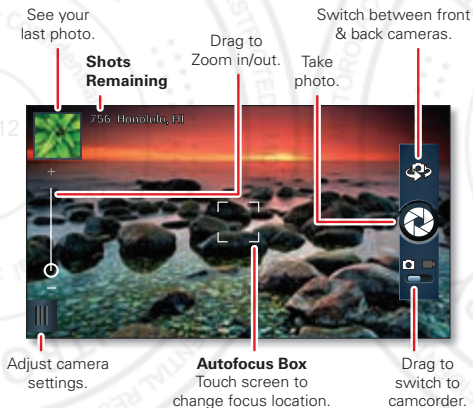 See your
last photo.
Shots
Remaining
Drag to
Zoom in/out.
Take
photo.
Switch between front
& back cameras.
756 Honolulu, HI
Adjust camera
settings.
Autofocus Box
Touch screen to
change focus location.
Drag to
switch to
camcorder.